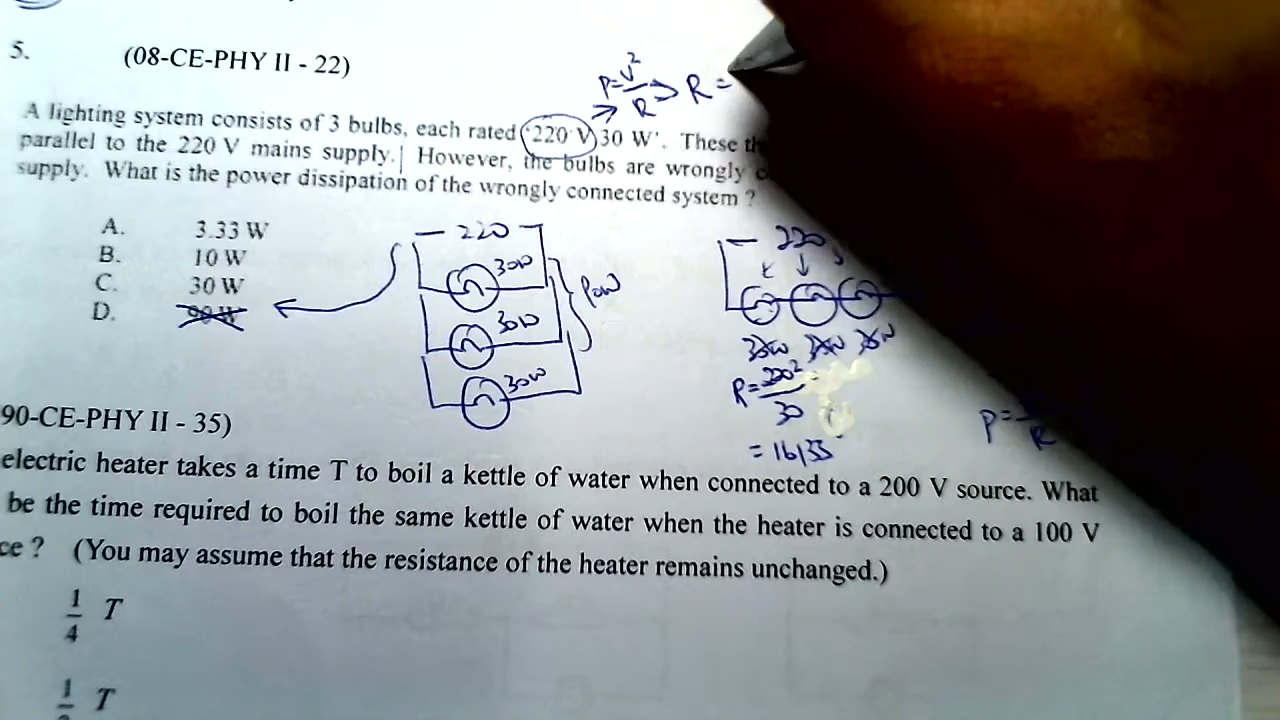 5. (08-CE-PHY II - 22)
P=V²/R ⇒ R =
A lighting system consists of 3 bulbs, each rated '220 V 30 W'. These
parallel to the 220 V mains supply. However, the bulbs are wrongly
supply. What is the power dissipation of the wrongly connected system ?
A. 3.33 W
B. 10 W
C. 30 W
D. 90 W
220
30W
30W
30W
220
R=220²/30
= 1613.3
P= R
90-CE-PHY II - 35)
electric heater takes a time T to boil a kettle of water when connected to a 200 V source. What
be the time required to boil the same kettle of water when the heater is connected to a 100 V
ce ? (You may assume that the resistance of the heater remains unchanged.)
1/4 T
1 T